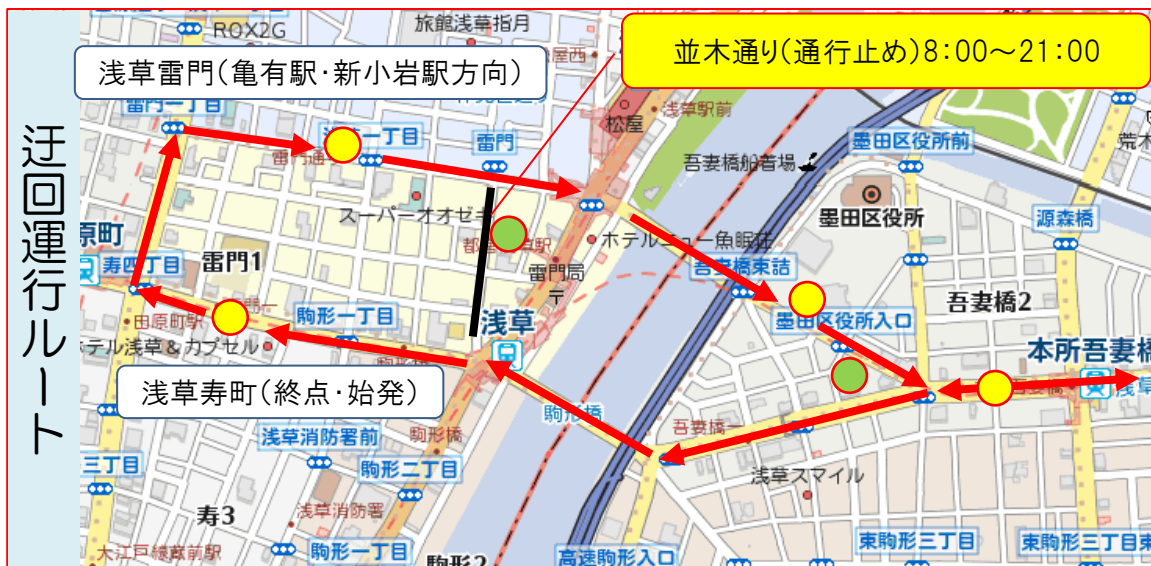 迂回運行ルート
ROX2G
旅館浅草指月
並木通り(通行止め)8:00～21:00
浅草雷門(亀有駅・新小岩駅方向)
浅草駅前
松屋
雷門一丁目
雷門
吾妻橋船着場
墨田区役所前
墨田区役所
源森橋
スーパーオオゼキ
ホテルニュー魚眠荘
雷門局
吾妻橋東詰
寿四丁目
雷門1
駒形一丁目
浅草
墨田区役所入口
吾妻橋2
本所吾妻橋
田原町駅
ホテル浅草&カプセル
浅草寿町(終点・始発)
駒形橋
吾妻橋一
浅草消防署前
駒形橋
駒形二丁目
浅草スマイル
三丁目
寿3
浅草消防署
大江戸線蔵前駅
駒形一丁目
駒形2
高速駒形入口
東駒形三丁目
東駒形三丁目東